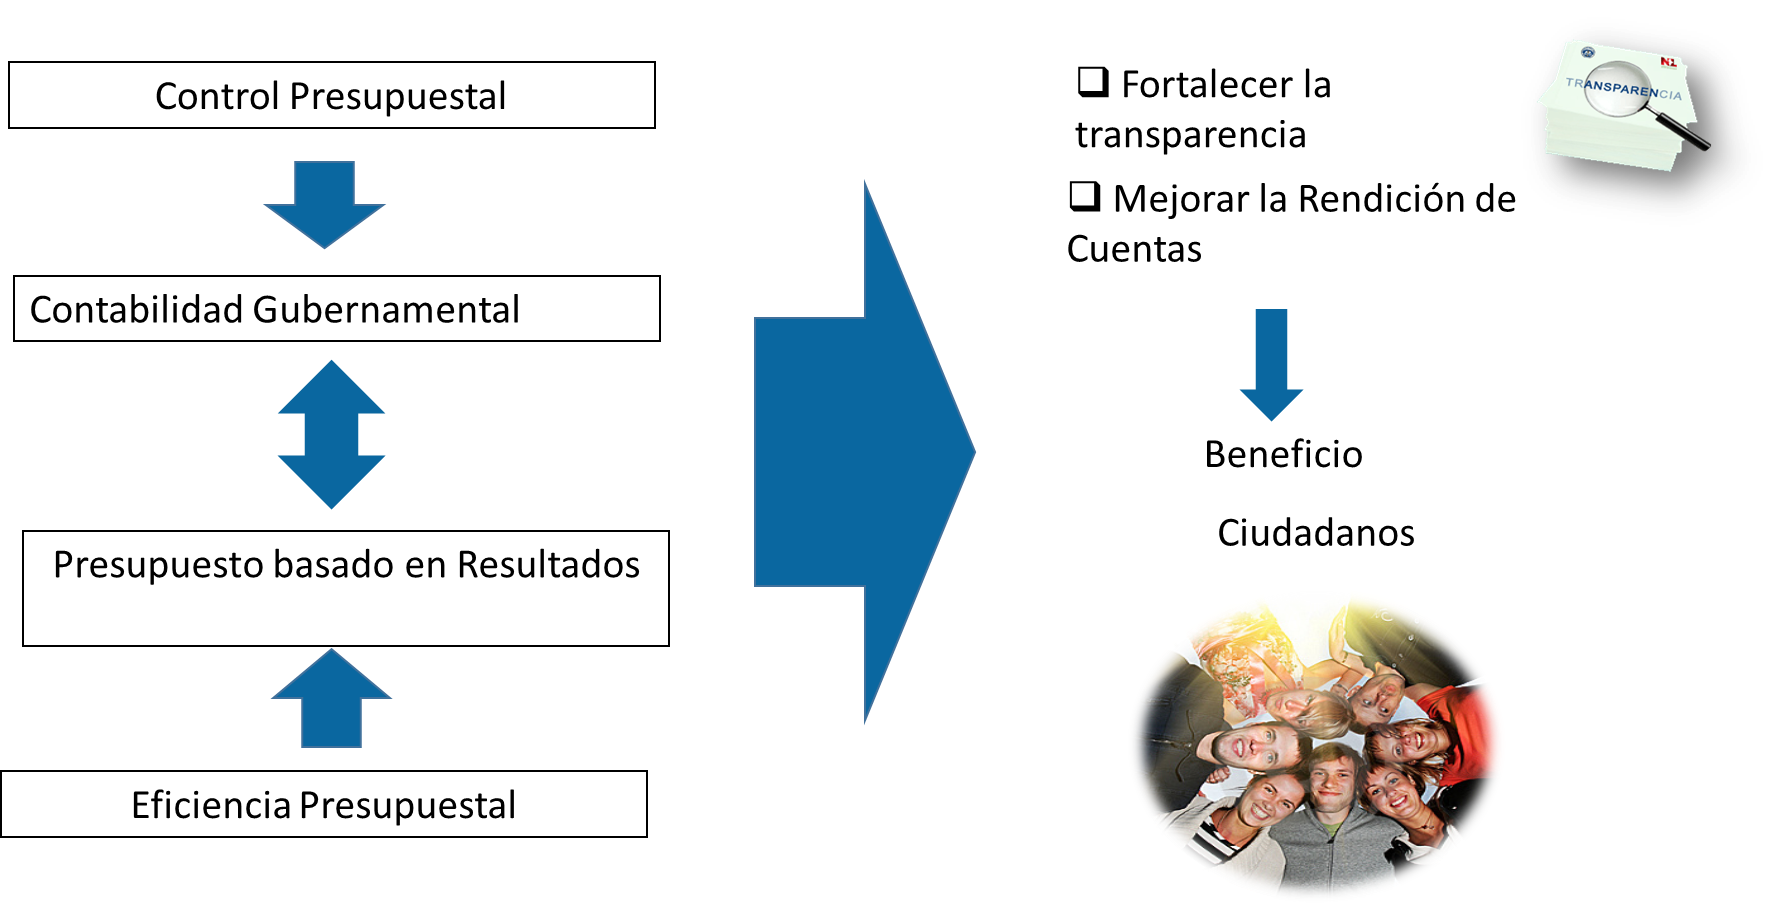 Control Presupuestal
Contabilidad Gubernamental
Presupuesto basado en Resultados
Eficiencia Presupuestal
❑ Fortalecer la
transparencia
❑ Mejorar la Rendición de
Cuentas
Beneficio
Ciudadanos
TRANSPARENCIA
NL